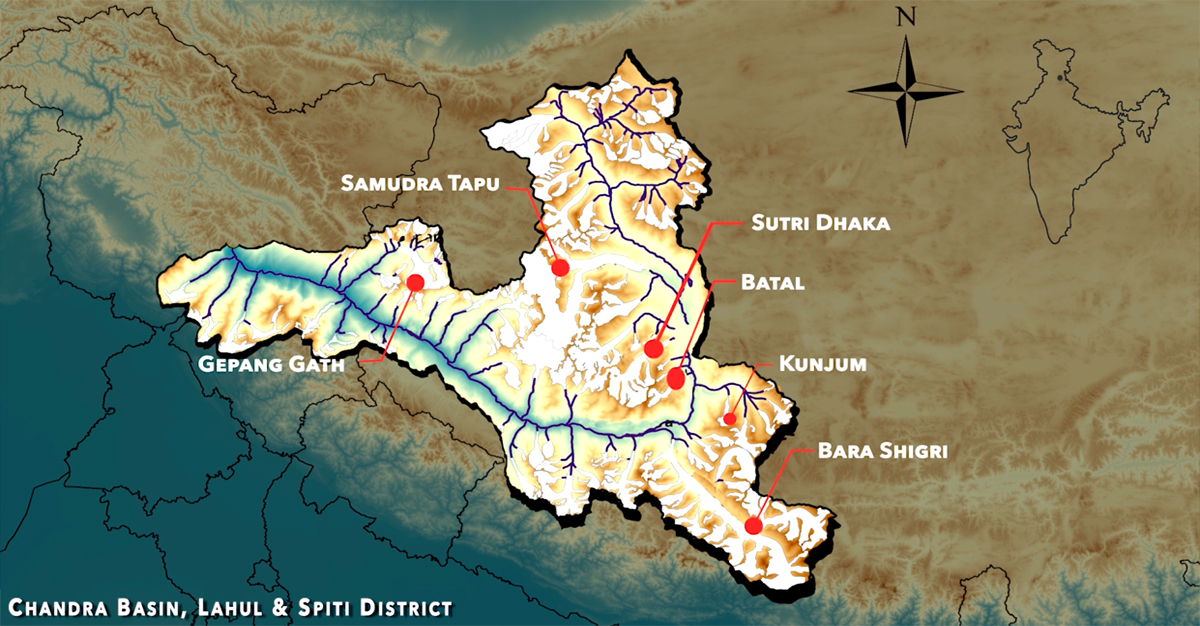 N
Samudra Tapu
Sutri Dhaka
Batal
Gepang Gath
Kunjum
Bara Shigri
Chandra Basin, Lahul & Spiti District